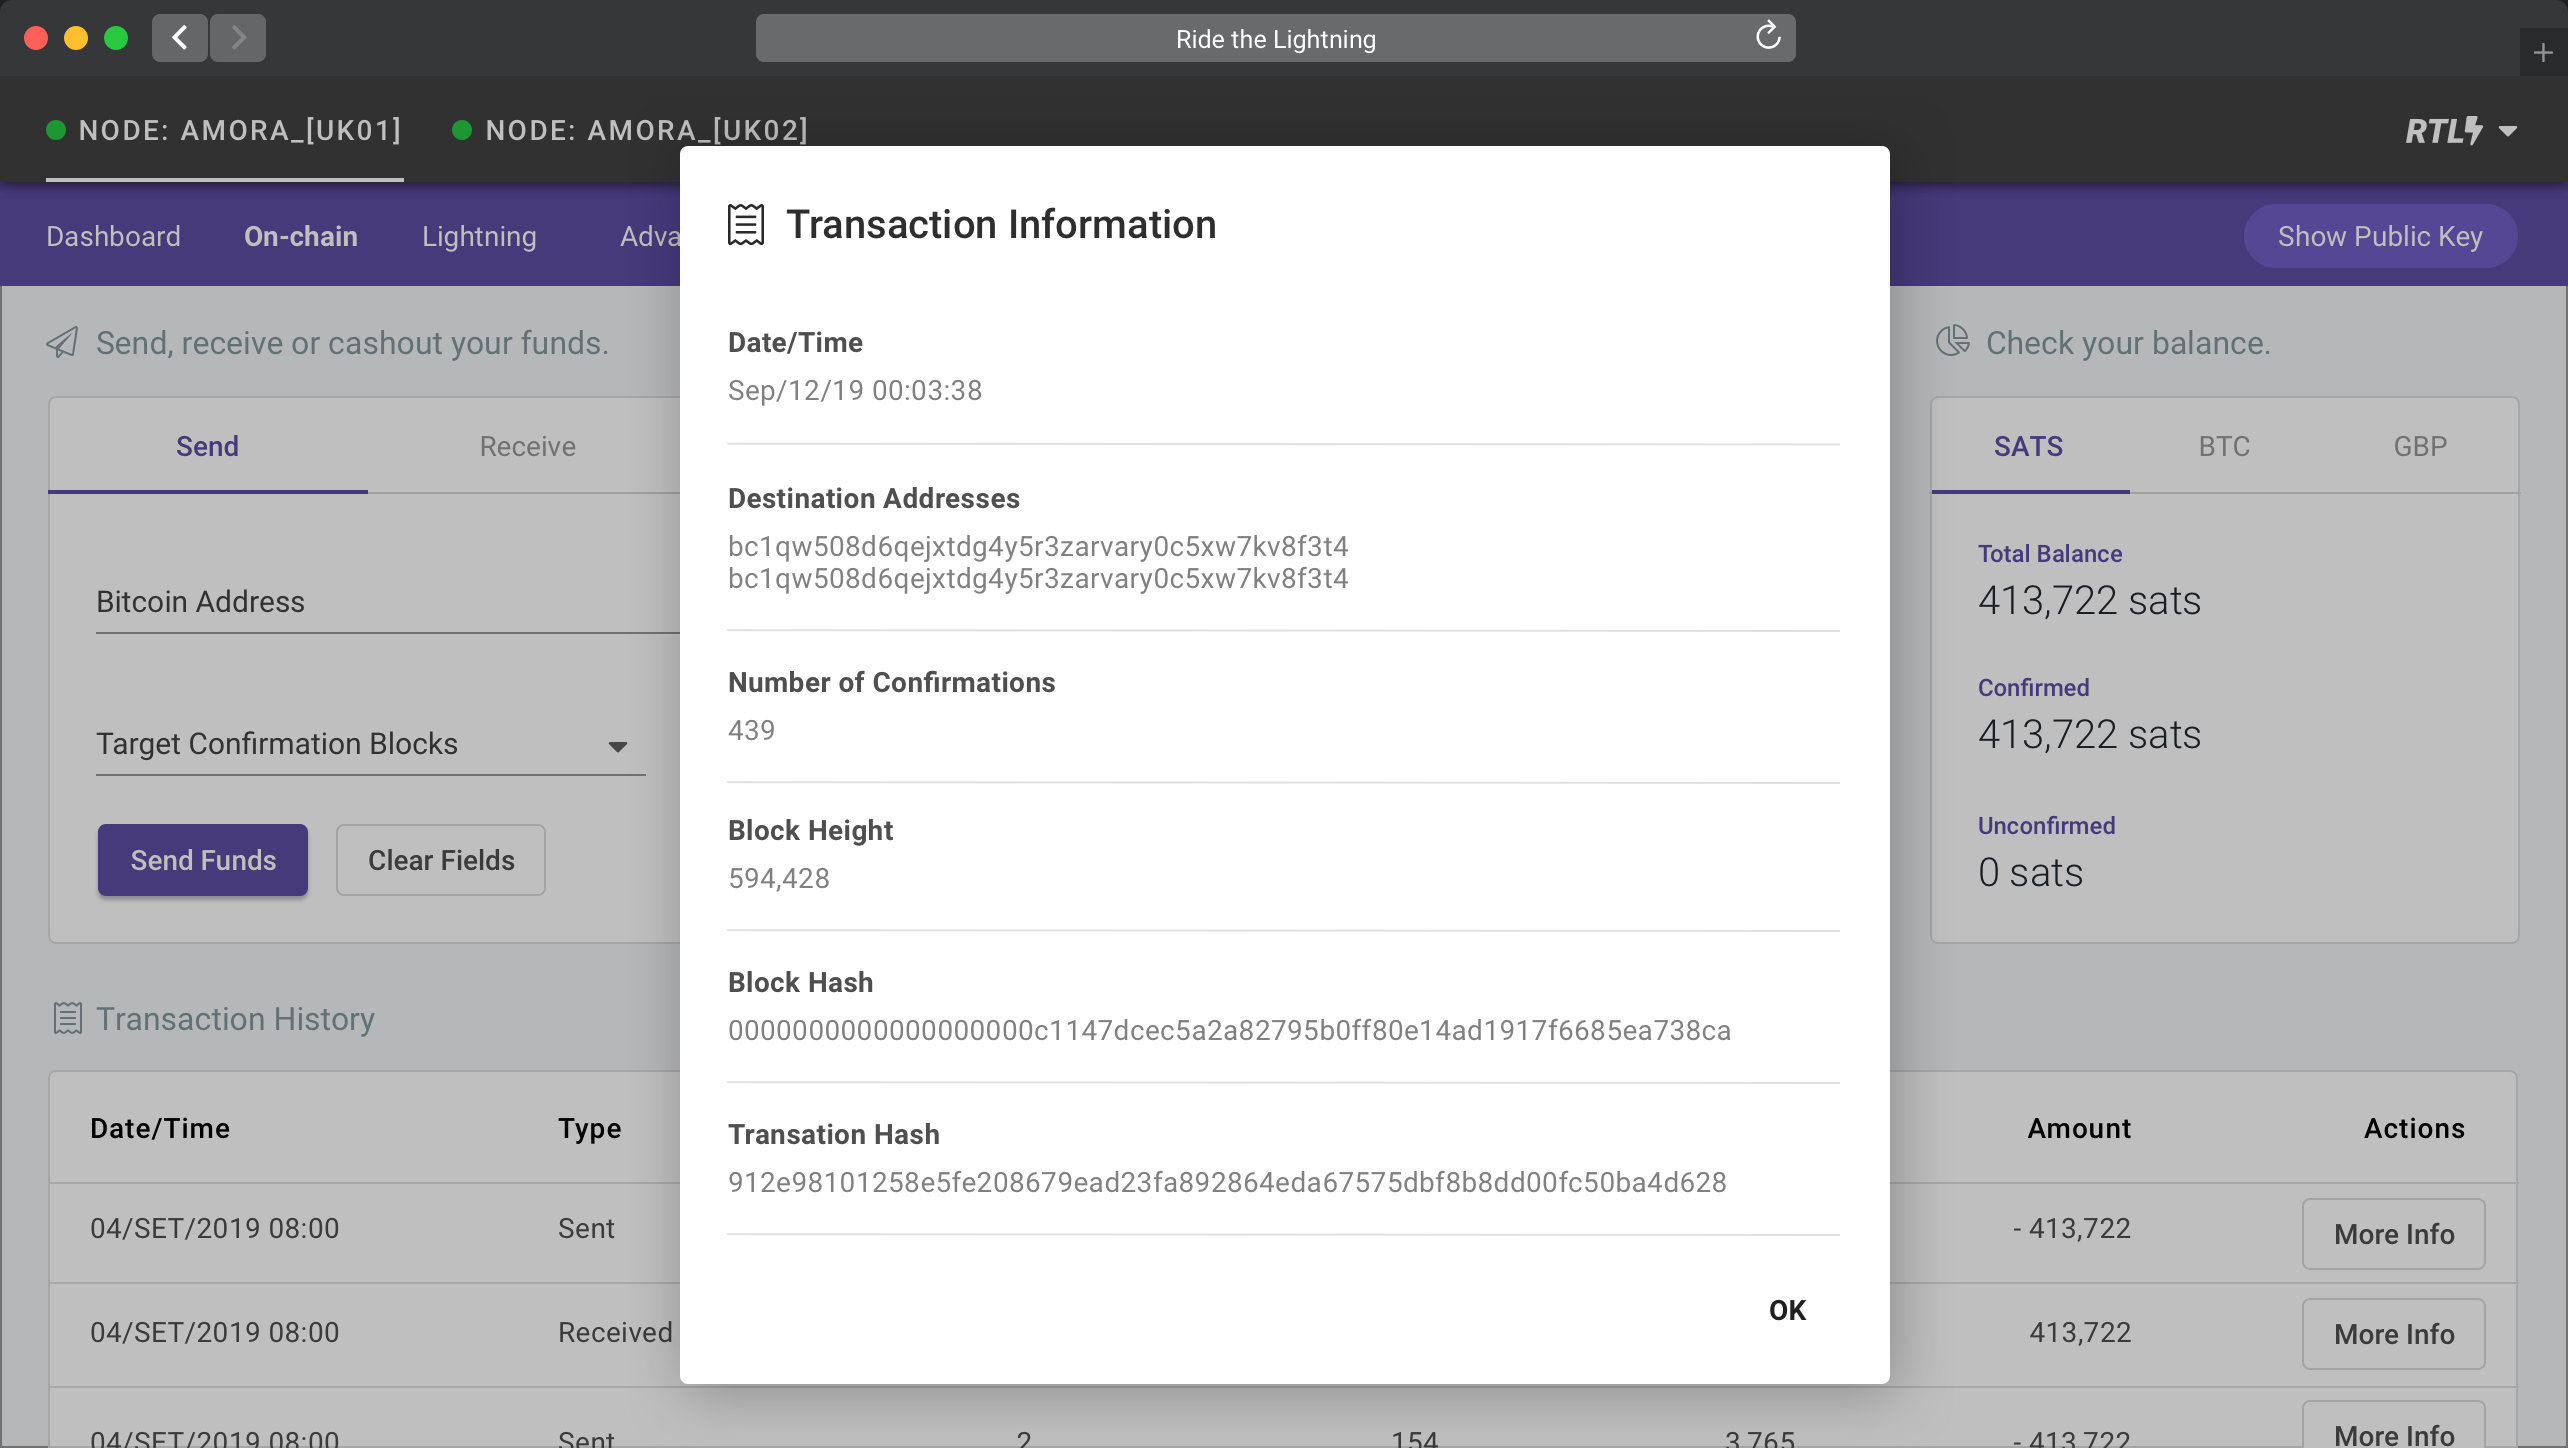 Ride the Lightning
NODE: AMORA_[UK01]
NODE: AMORA_[UK02]
RTL
Dashboard
On-chain
Lightning
Adva
Show Public Key
Send, receive or cashout your funds.
Send
Receive
Bitcoin Address
Target Confirmation Blocks
Send Funds
Clear Fields
Transaction Information
Date/Time
Sep/12/19 00:03:38
Destination Addresses
bc1qw508d6qejxtdg4y5r3zarvary0c5xw7kv8f3t4
bc1qw508d6qejxtdg4y5r3zarvary0c5xw7kv8f3t4
Number of Confirmations
439
Block Height
594,428
Block Hash
0000000000000000000c1147dcec5a2a82795b0ff80e14ad1917f6685ea738ca
Transation Hash
912e98101258e5fe208679ead23fa892864eda67575dbf8b8dd00fc50ba4d628
OK
Check your balance.
SATS
BTC
GBP
Total Balance
413,722 sats
Confirmed
413,722 sats
Unconfirmed
0 sats
Transaction History
Date/Time Type Amount Actions
04/SET/2019 08:00 Sent - 413,722 More Info
04/SET/2019 08:00 Received 413,722 More Info
04/SET/2019 08:00 Sent 2 154 3,765 - 413,722 More Info